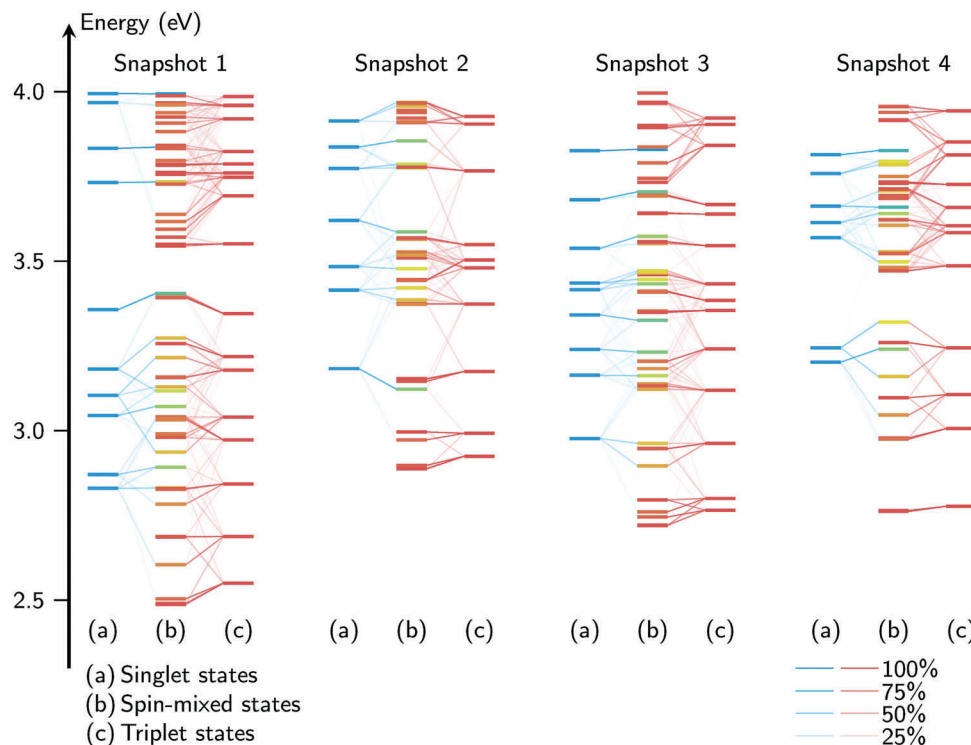 Energy (eV)
Snapshot 1 Snapshot 2 Snapshot 3 Snapshot 4
4.0
3.5
3.0
2.5
(a) (b) (c) (a) (b) (c) (a) (b) (c) (a) (b) (c)
(a) Singlet states
(b) Spin-mixed states
(c) Triplet states
100%
75%
50%
25%